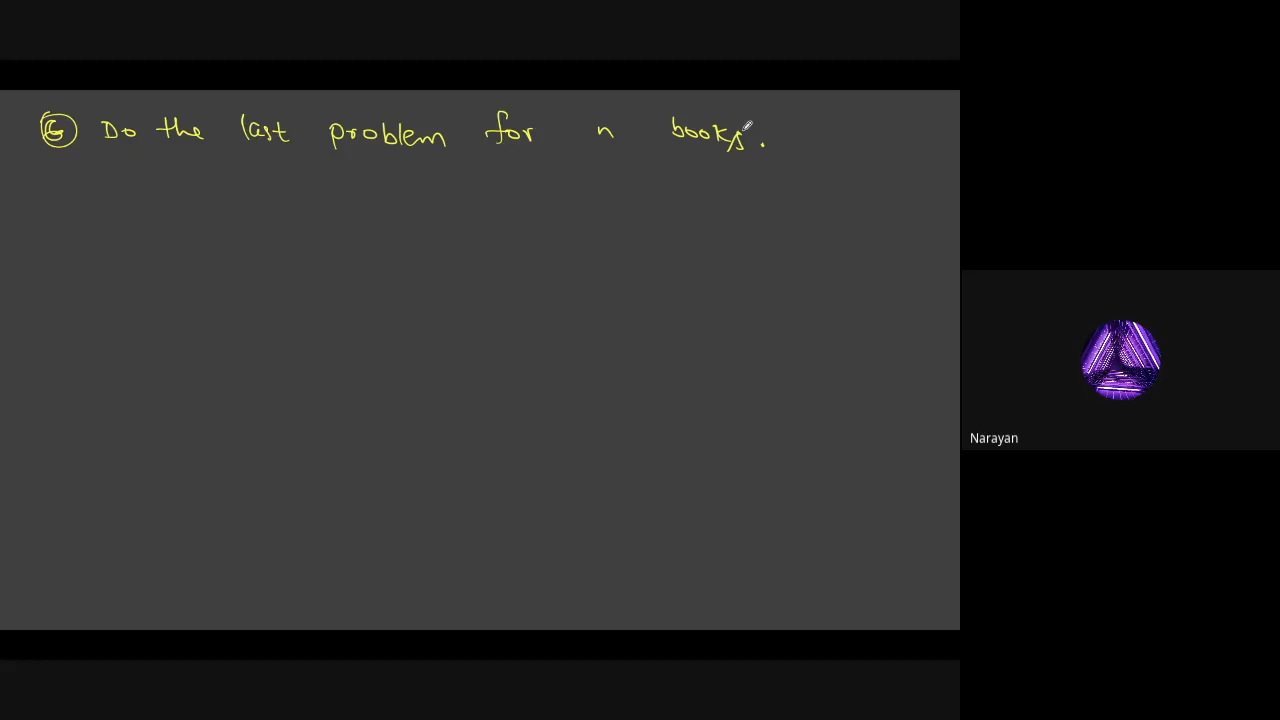 ⑥ Do the last problem for n books.
Narayan